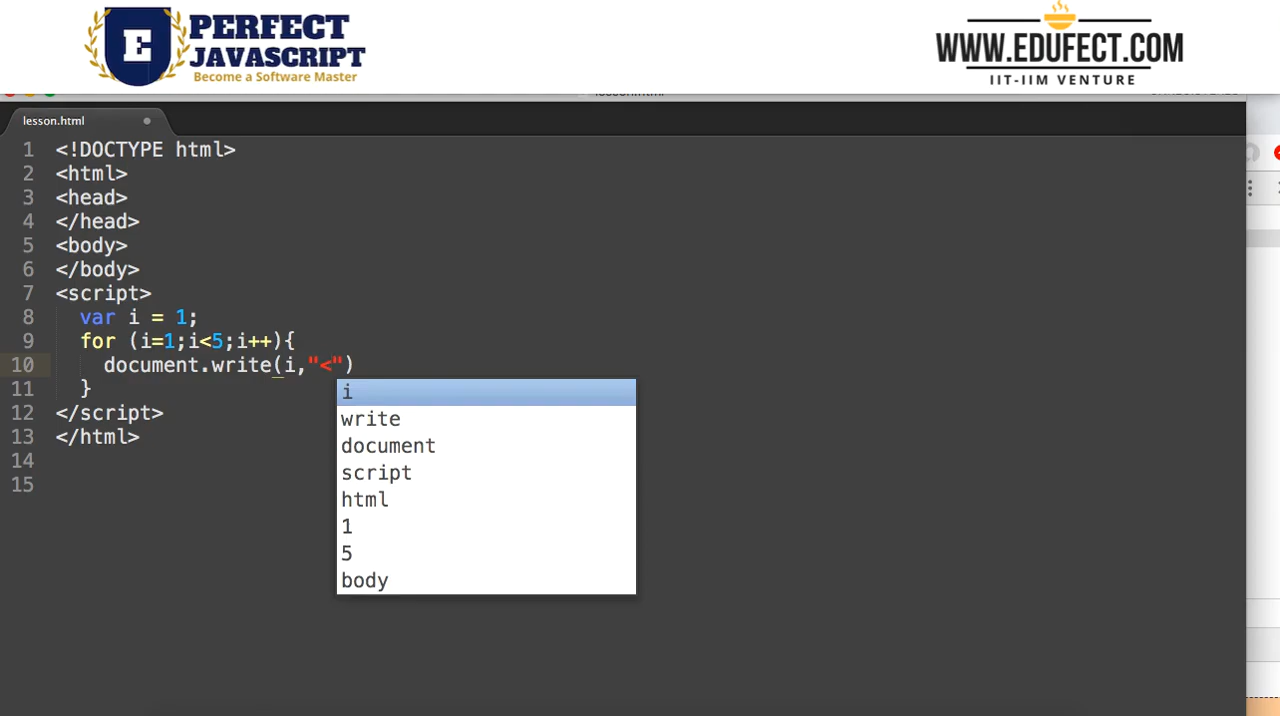 E
PERFECT
JAVASCRIPT
Become a Software Master
WWW.EDUFECT.COM
IIT-IIM VENTURE
lesson.html
1 <!DOCTYPE html>
2 <html>
3 <head>
4 </head>
5 <body>
6 </body>
7 <script>
8 var i = 1;
9 for (i=1;i<5;i++){
10 document.write(i,"<")
11 }
12 </script>
13 </html>
14
15
i
write
document
script
html
1
5
body